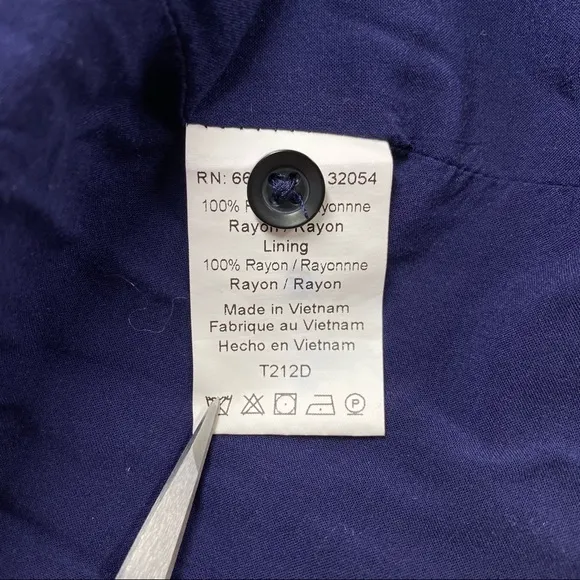 RN: 66 32054
100% Rayonnne
Rayon / Rayon
Lining
100% Rayon / Rayonnne
Rayon / Rayon
Made in Vietnam
Fabrique au Vietnam
Hecho en Vietnam
T212D
P